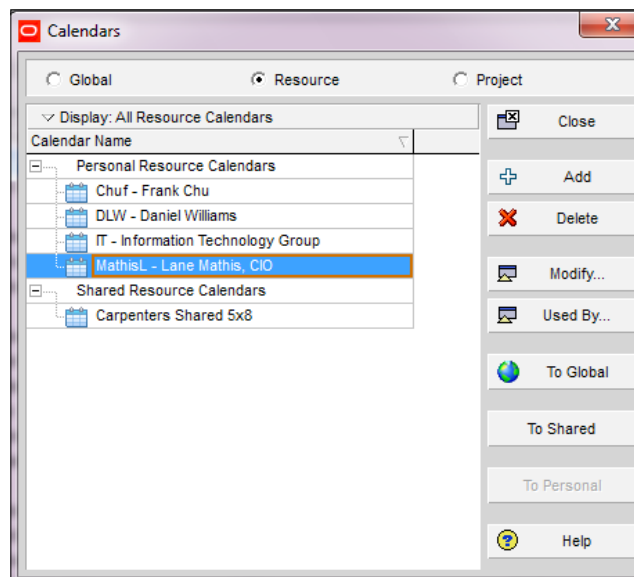 Calendars
Global
Resource
Project
Display: All Resource Calendars
Calendar Name
Personal Resource Calendars
Chuf - Frank Chu
DLW - Daniel Williams
IT - Information Technology Group
MathisL - Lane Mathis, CIO
Shared Resource Calendars
Carpenters Shared 5x8
Close
Add
Delete
Modify...
Used By...
To Global
To Shared
To Personal
Help